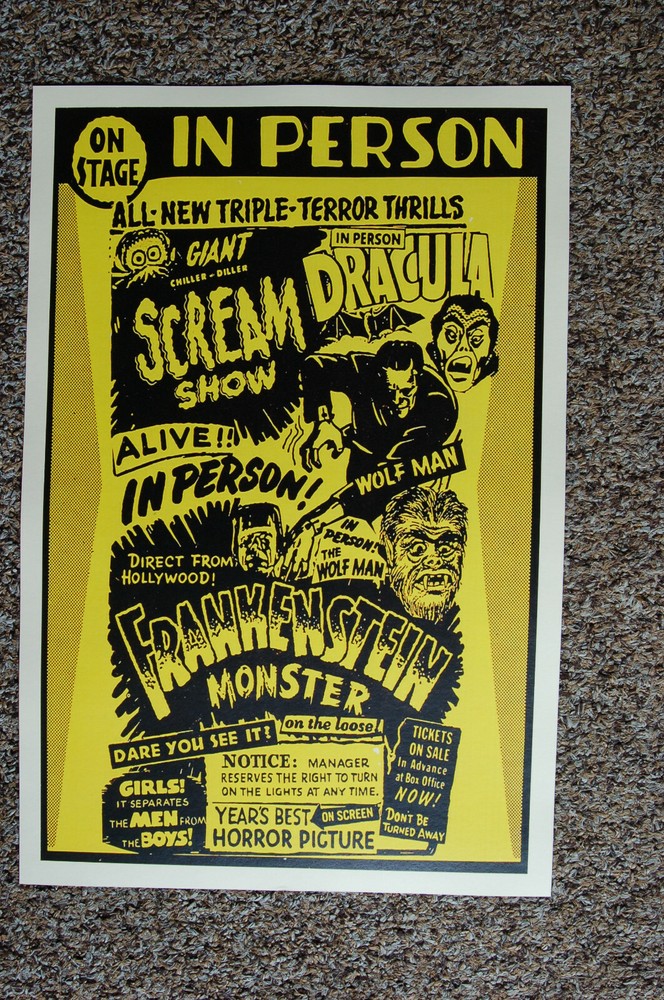 ON
STAGE
IN PERSON
ALL-NEW TRIPLE-TERROR THRILLS
GIANT
CHILLER-DILLER
SCREAM
SHOW
IN PERSON
DRACULA
ALIVE!!
IN PERSON!
WOLF MAN
IN
PERSON!
THE
WOLF MAN
DIRECT FROM
HOLLYWOOD!
FRANKENSTEIN
MONSTER
on the loose!
DARE YOU SEE IT?
TICKETS
ON SALE
In Advance
at Box Office
NOW!
DON'T BE
TURNED AWAY
NOTICE: MANAGER
RESERVES THE RIGHT TO TURN
ON THE LIGHTS AT ANY TIME.
GIRLS!
IT SEPARATES
THE MEN FROM
THE BOYS!
YEAR'S BEST ON SCREEN
HORROR PICTURE